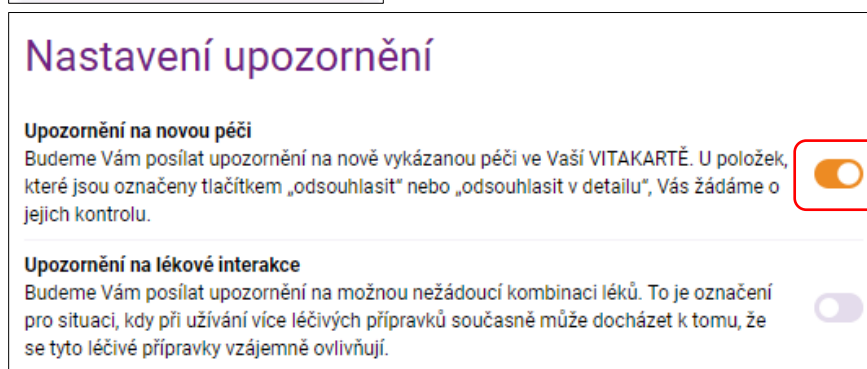 Nastavení upozornění
Upozornění na novou péči
Budeme Vám posílat upozornění na nově vykázanou péči ve Vaší VITAKARTĚ. U položek,
které jsou označeny tlačítkem „odsouhlasit" nebo „odsouhlasit v detailu", Vás žádáme o
jejich kontrolu.
Upozornění na lékové interakce
Budeme Vám posílat upozornění na možnou nežádoucí kombinaci léků. To je označení
pro situaci, kdy při užívání více léčivých přípravků současně může docházet k tomu, že
se tyto léčivé přípravky vzájemně ovlivňují.